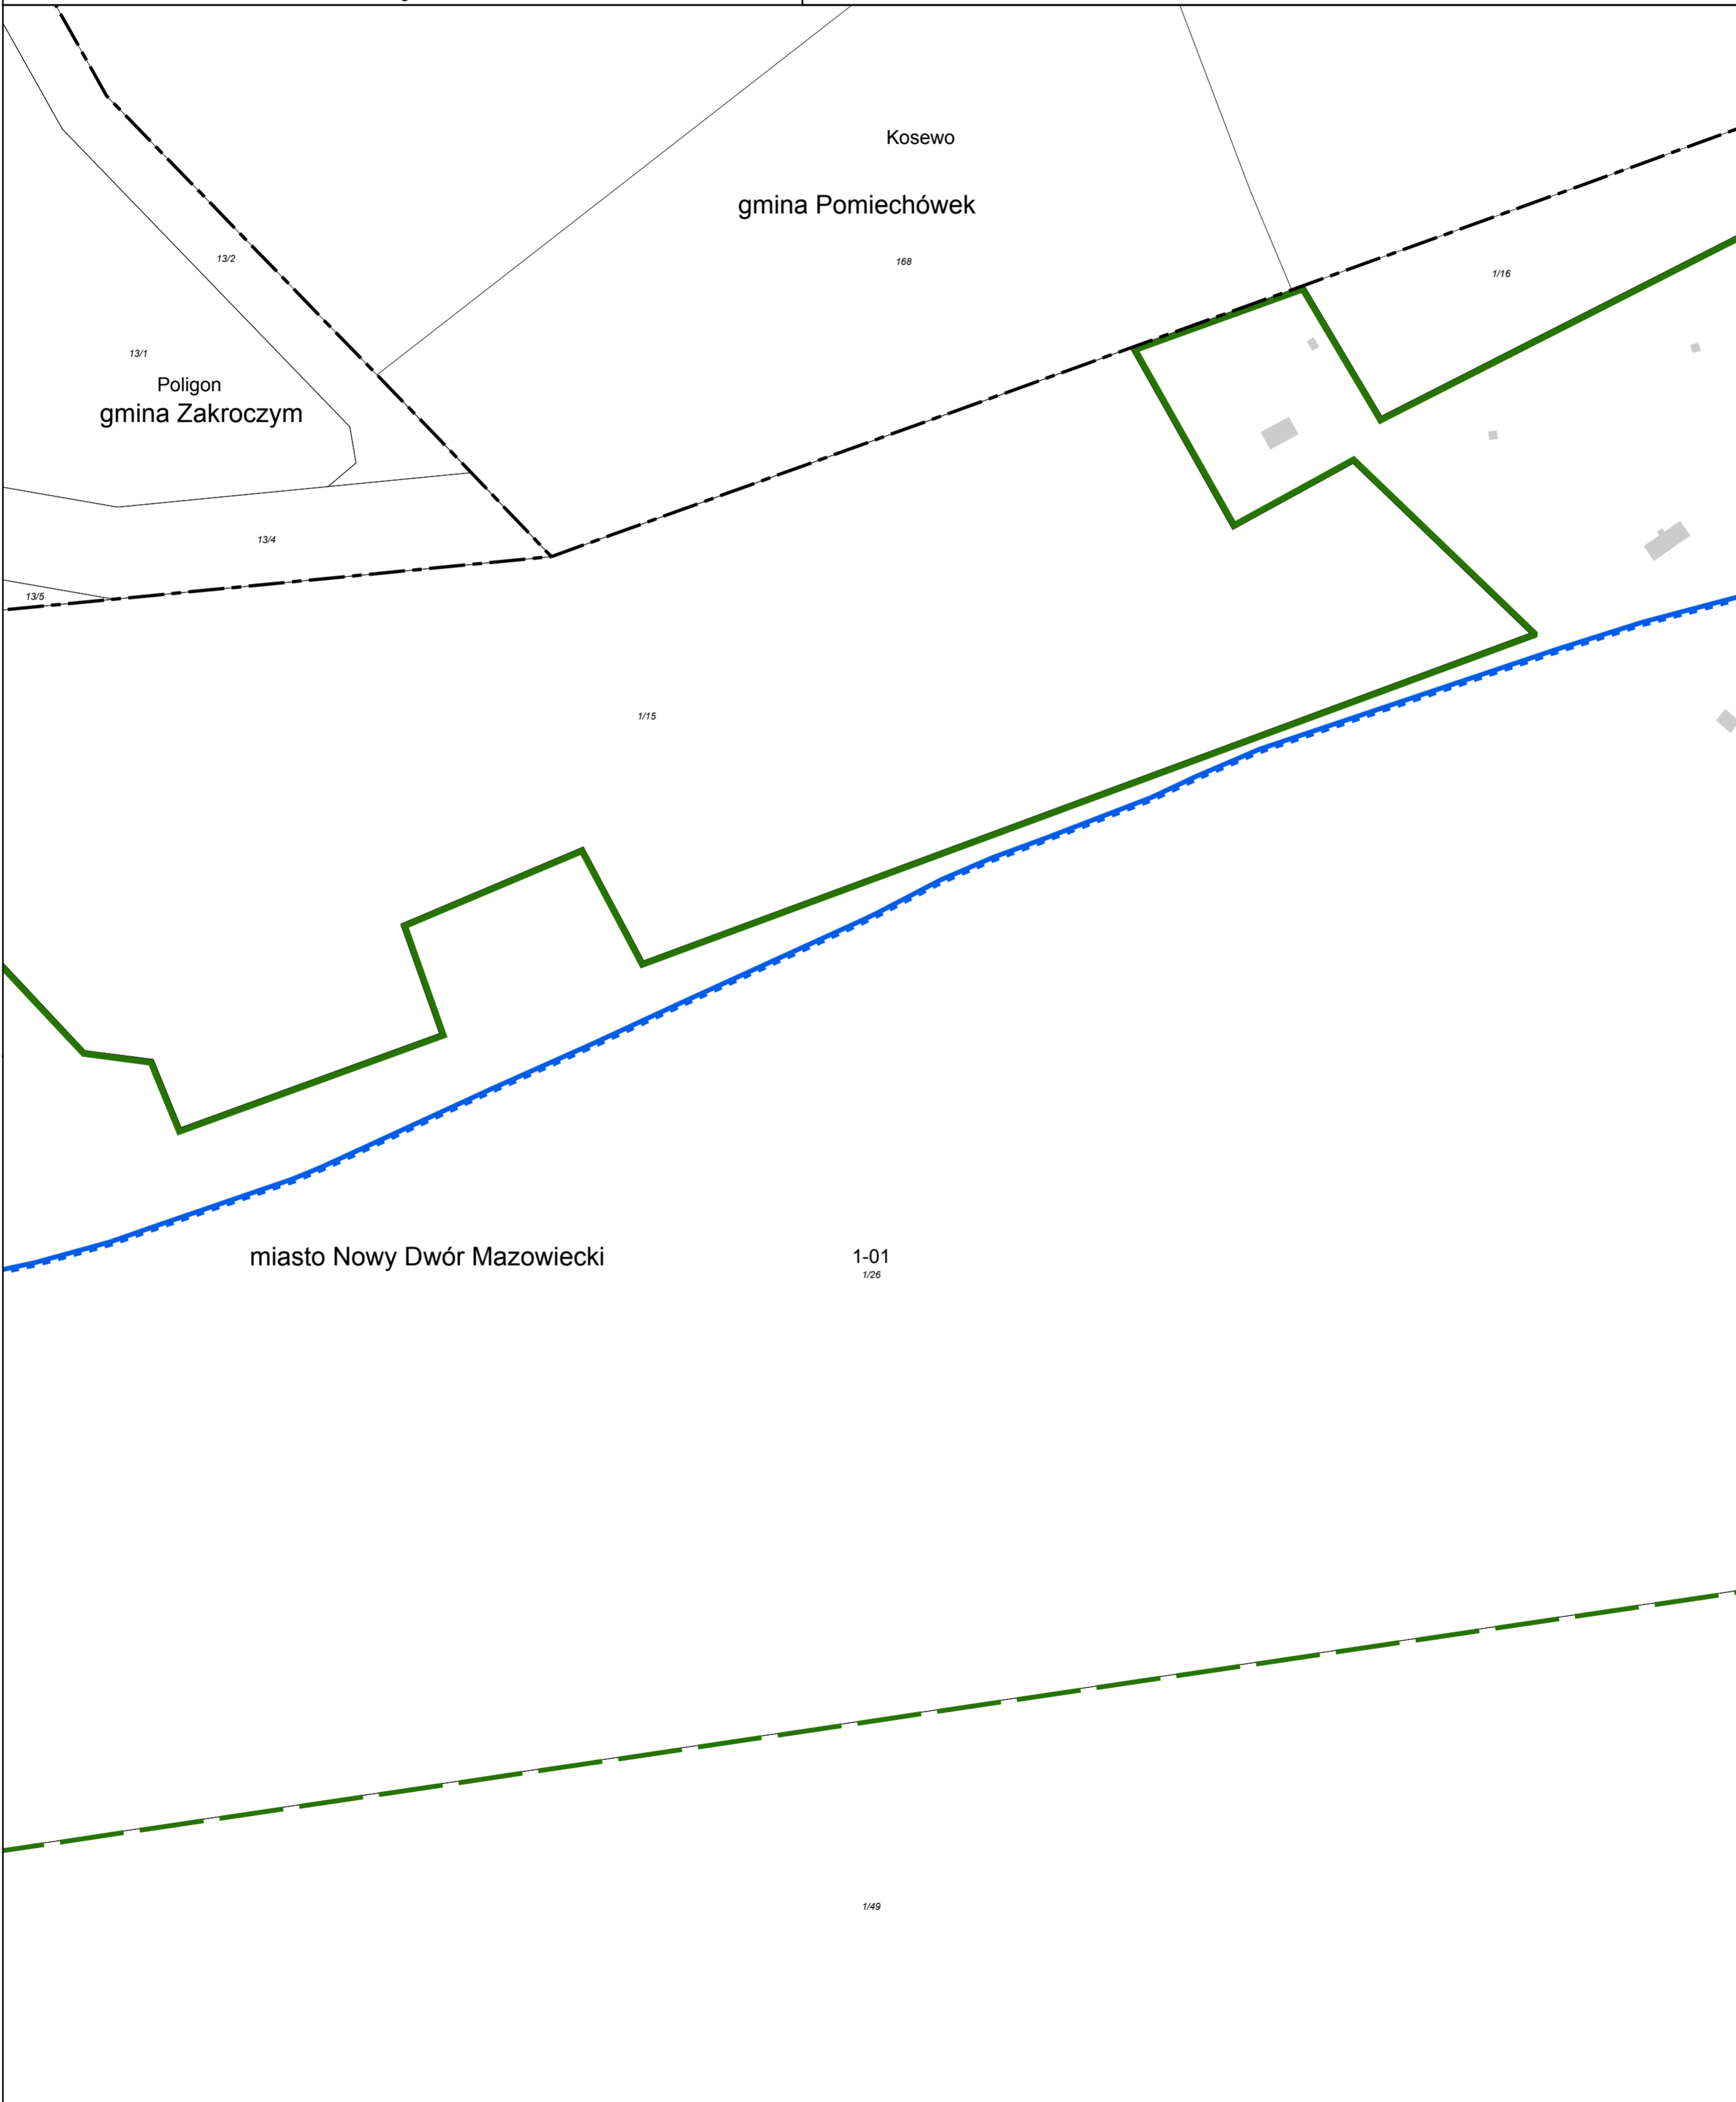 Kosewo
gmina Pomiechówek
13/2
168
1/16
13/1
Poligon
gmina Zakroczym
13/4
13/5
1/15
miasto Nowy Dwór Mazowiecki
1-01
1/26
1/49